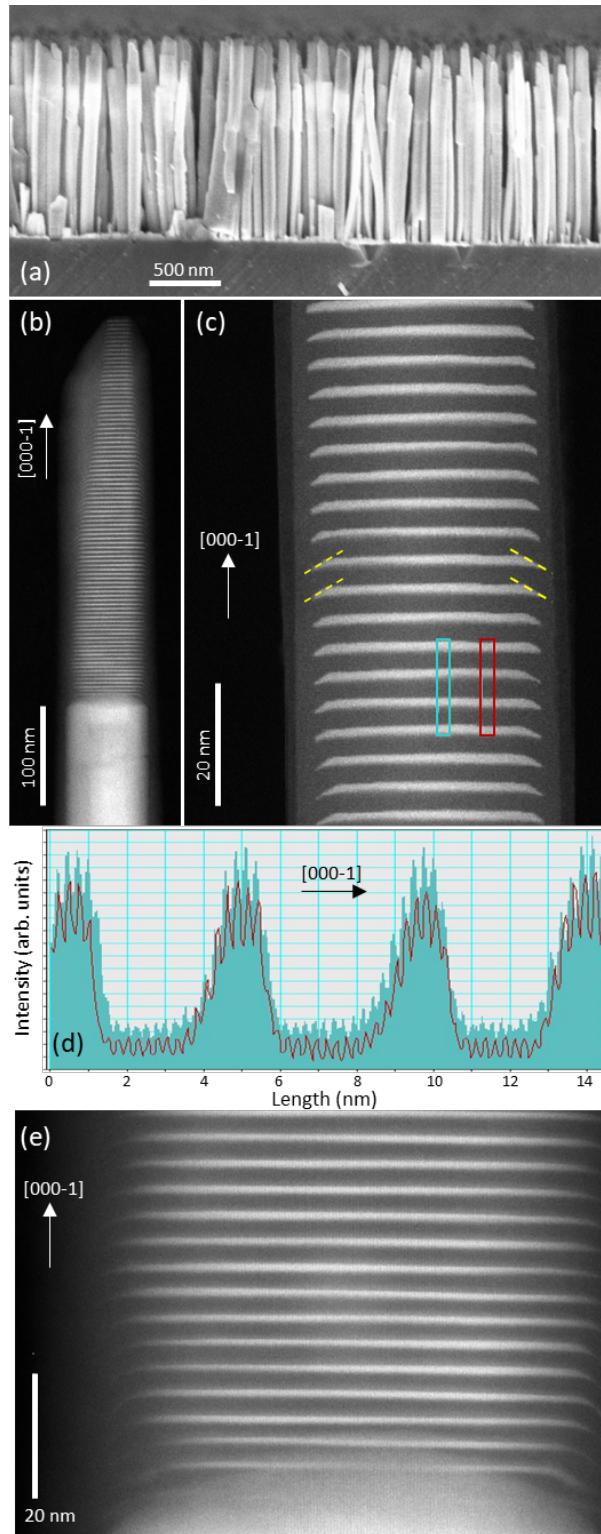 (a)
500 nm
(b)
[000-1]
100 nm
(c)
[000-1]
20 nm
Intensity (arb. units)
[000-1]
(d)
0 2 4 6 8 10 12 14
Length (nm)
(e)
[000-1]
20 nm